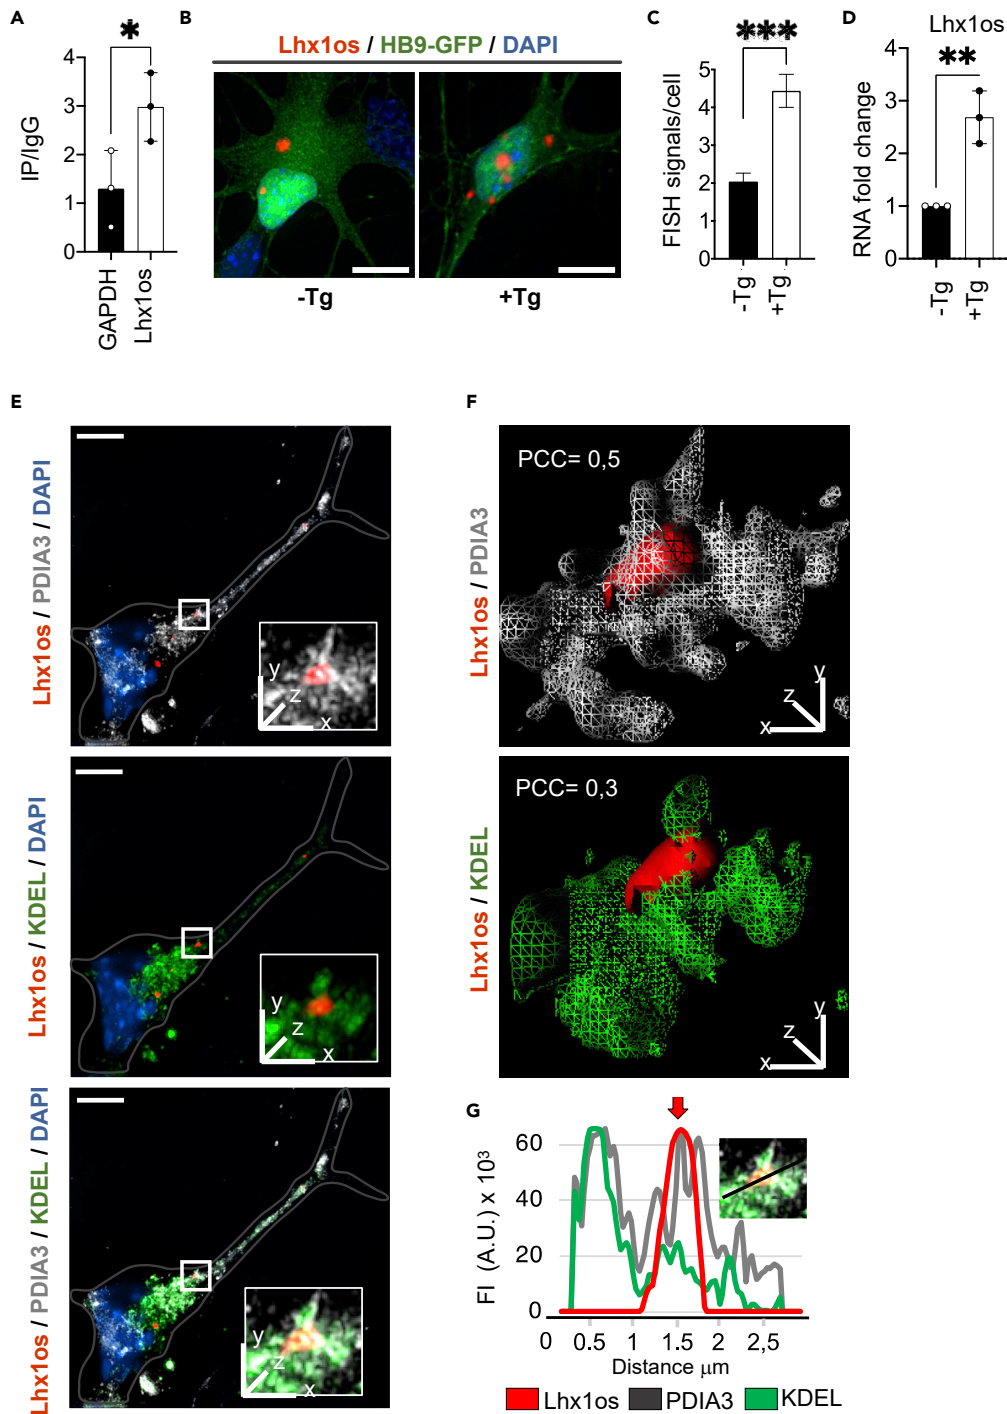 A
*
IP/IgG
4
3
2
1
0
GAPDH
Lhx1os
B
Lhx1os / HB9-GFP / DAPI
-Tg
+Tg
C
***
FISH signals/cell
5
4
3
2
1
0
-Tg
+Tg
D
Lhx1os
**
RNA fold change
4
3
2
1
0
-Tg
+Tg
E
Lhx1os / PDIA3 / DAPI
y
z
x
Lhx1os / KDEL / DAPI
y
z
x
Lhx1os / PDIA3 / KDEL / DAPI
y
z
x
F
Lhx1os / PDIA3
PCC= 0,5
y
z
x
Lhx1os / KDEL
PCC= 0,3
y
z
x
G
FI (A.U.) x 10³
60
40
20
0
0 0.5 1 1.5 2 2,5
Distance μm
Lhx1os PDIA3 KDEL